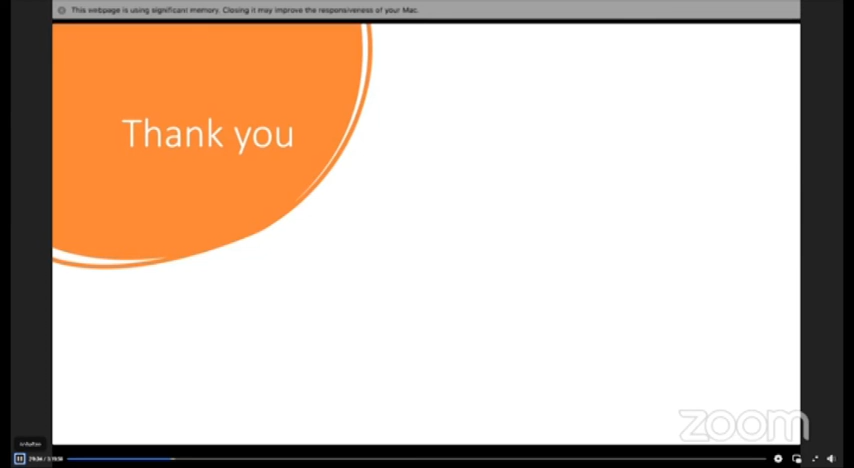 This webpage is using significant memory. Closing it may improve the responsiveness of your Mac.
Thank you
zoom